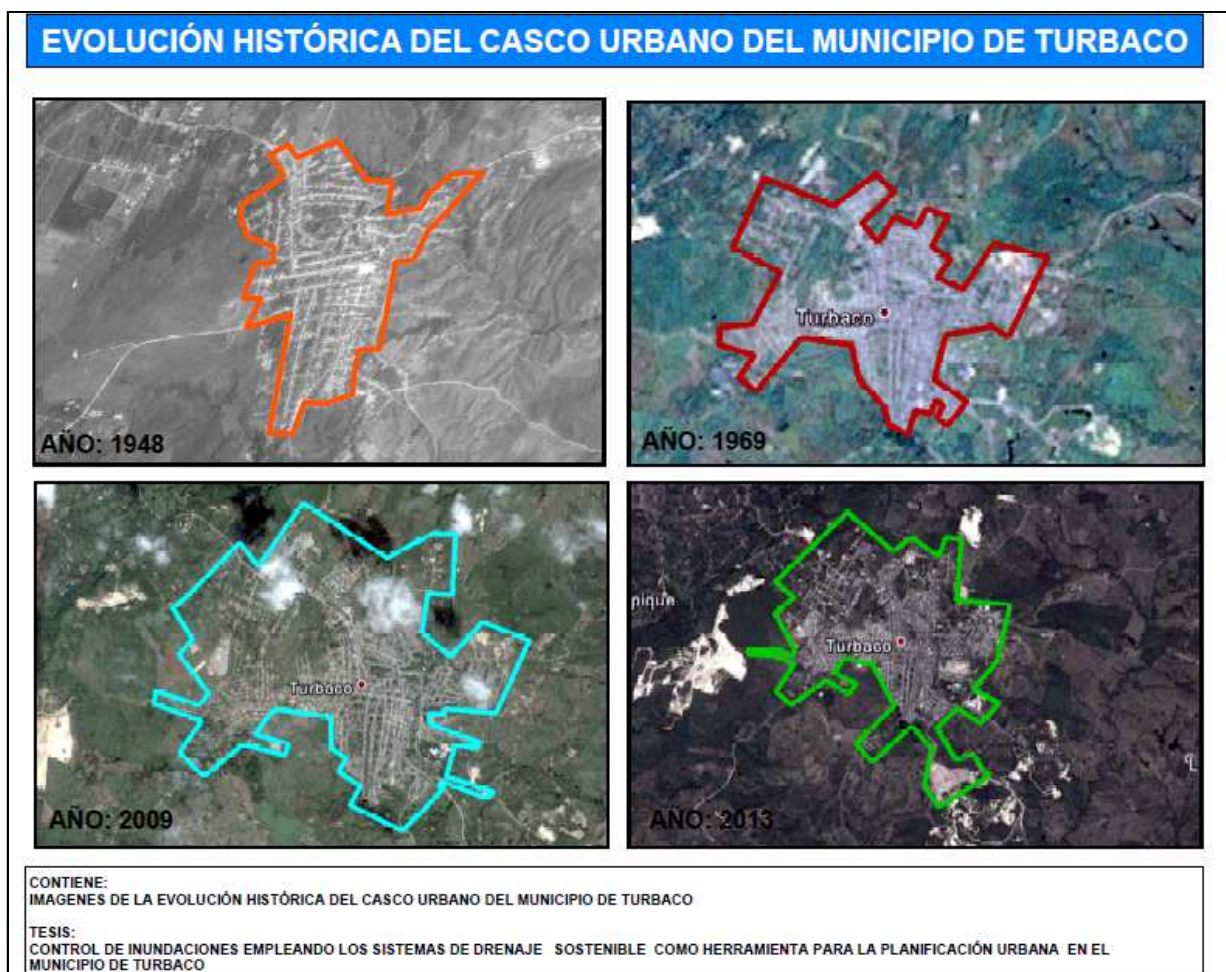 EVOLUCIÓN HISTÓRICA DEL CASCO URBANO DEL MUNICIPIO DE TURBACO
AÑO: 1948
Turbaco
AÑO: 1969
Turbaco
AÑO: 2009
pique
Turbaco
AÑO: 2013
CONTIENE:
IMAGENES DE LA EVOLUCIÓN HISTÓRICA DEL CASCO URBANO DEL MUNICIPIO DE TURBACO
TESIS:
CONTROL DE INUNDACIONES EMPLEANDO LOS SISTEMAS DE DRENAJE SOSTENIBLE COMO HERRAMIENTA PARA LA PLANIFICACIÓN URBANA EN EL
MUNICIPIO DE TURBACO